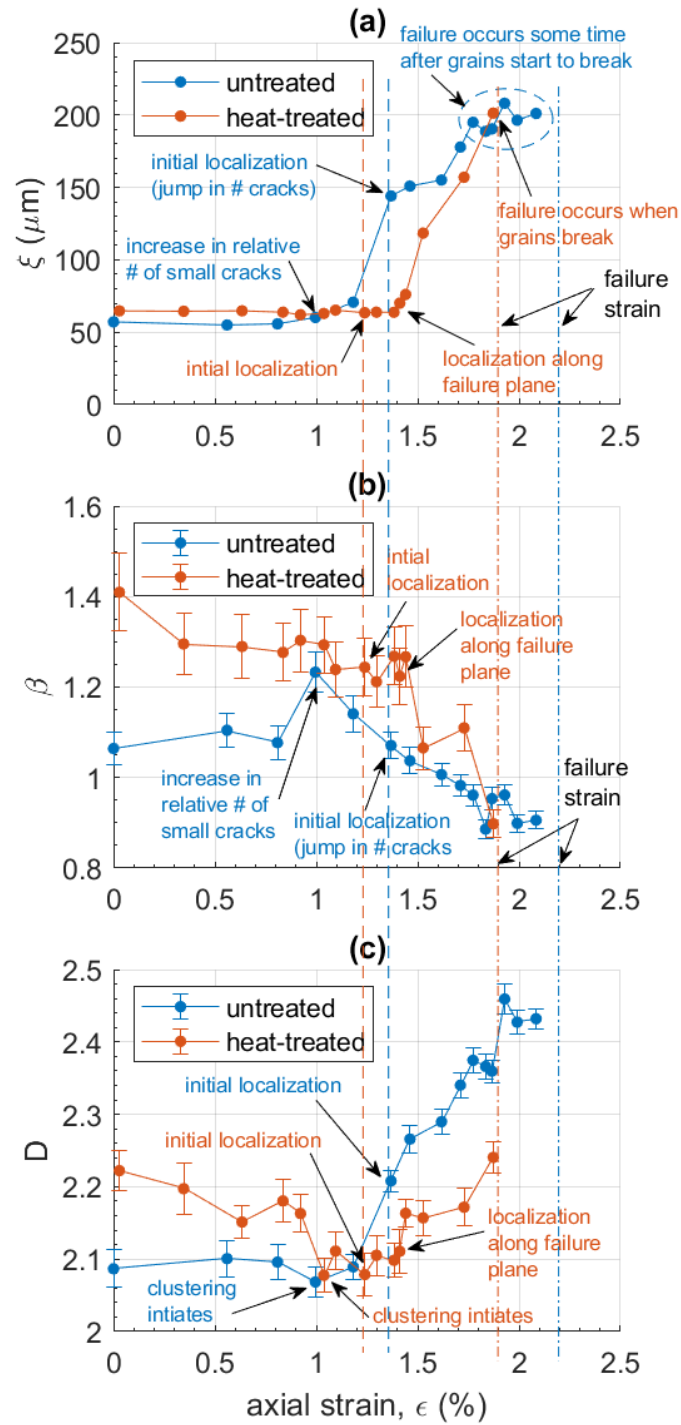 (a)
250
200
150
100
50
0
ξ (μm)
untreated
heat-treated
failure occurs some time
after grains start to break
initial localization
(jump in # cracks)
increase in relative
# of small cracks
failure occurs when
grains break
failure
strain
intial localization
localization along
failure plane
0 0.5 1 1.5 2 2.5
(b)
1.6
1.4
1.2
1
0.8
β
untreated
heat-treated
intial
localization
localization
along failure
plane
increase in
relative # of
small cracks
initial localization
(jump in # cracks
failure
strain
0 0.5 1 1.5 2 2.5
(c)
2.5
2.4
2.3
2.2
2.1
2
D
untreated
heat-treated
initial localization
initial localization
localization
along failure
plane
clustering
intiates
clustering intiates
0 0.5 1 1.5 2 2.5
axial strain, ϵ (%)